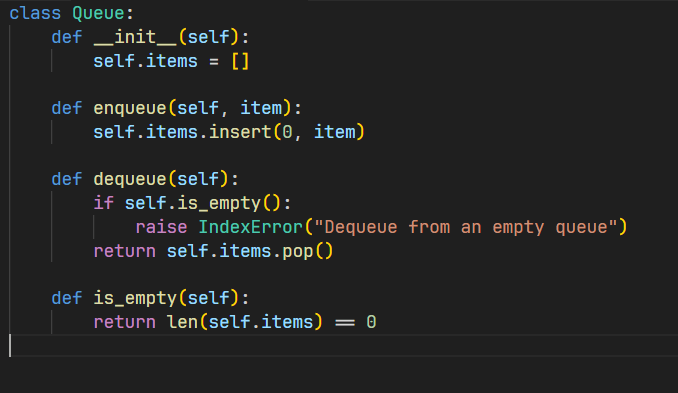 class Queue:
    def __init__(self):
        self.items = []
    def enqueue(self, item):
        self.items.insert(0, item)
    def dequeue(self):
        if self.is_empty():
            raise IndexError("Dequeue from an empty queue")
        return self.items.pop()
    def is_empty(self):
        return len(self.items) == 0